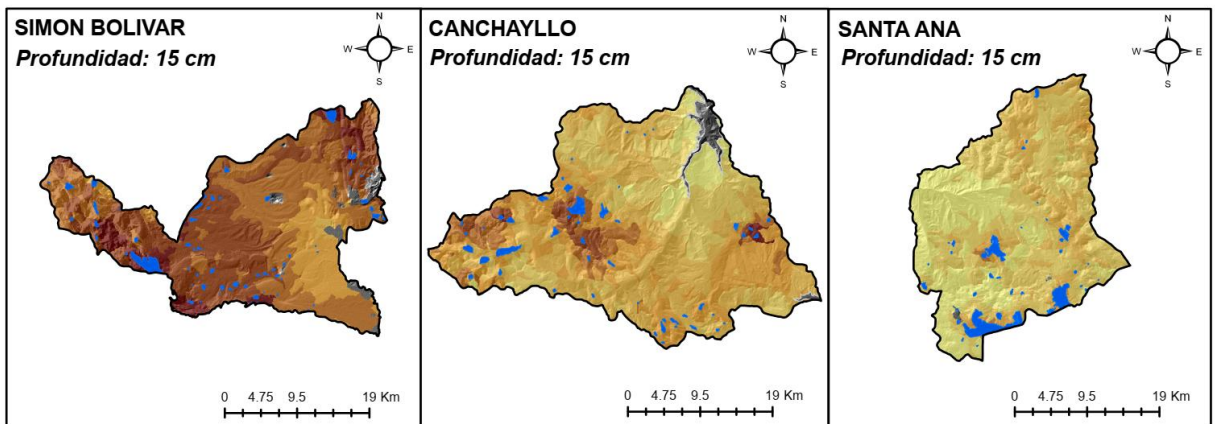 SIMON BOLIVAR
Profundidad: 15 cm
N
W E
S
0 4.75 9.5 19 Km
CANCHAYLLO
Profundidad: 15 cm
N
W E
S
0 4.75 9.5 19 Km
SANTA ANA
Profundidad: 15 cm
N
W E
S
0 4.75 9.5 19 Km